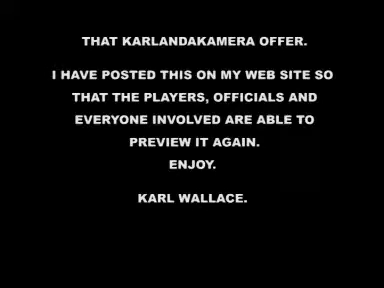 THAT KARLANDAKAMERA OFFER.
I HAVE POSTED THIS ON MY WEB SITE SO
THAT THE PLAYERS, OFFICIALS AND
EVERYONE INVOLVED ARE ABLE TO
PREVIEW IT AGAIN.
ENJOY.
KARL WALLACE.